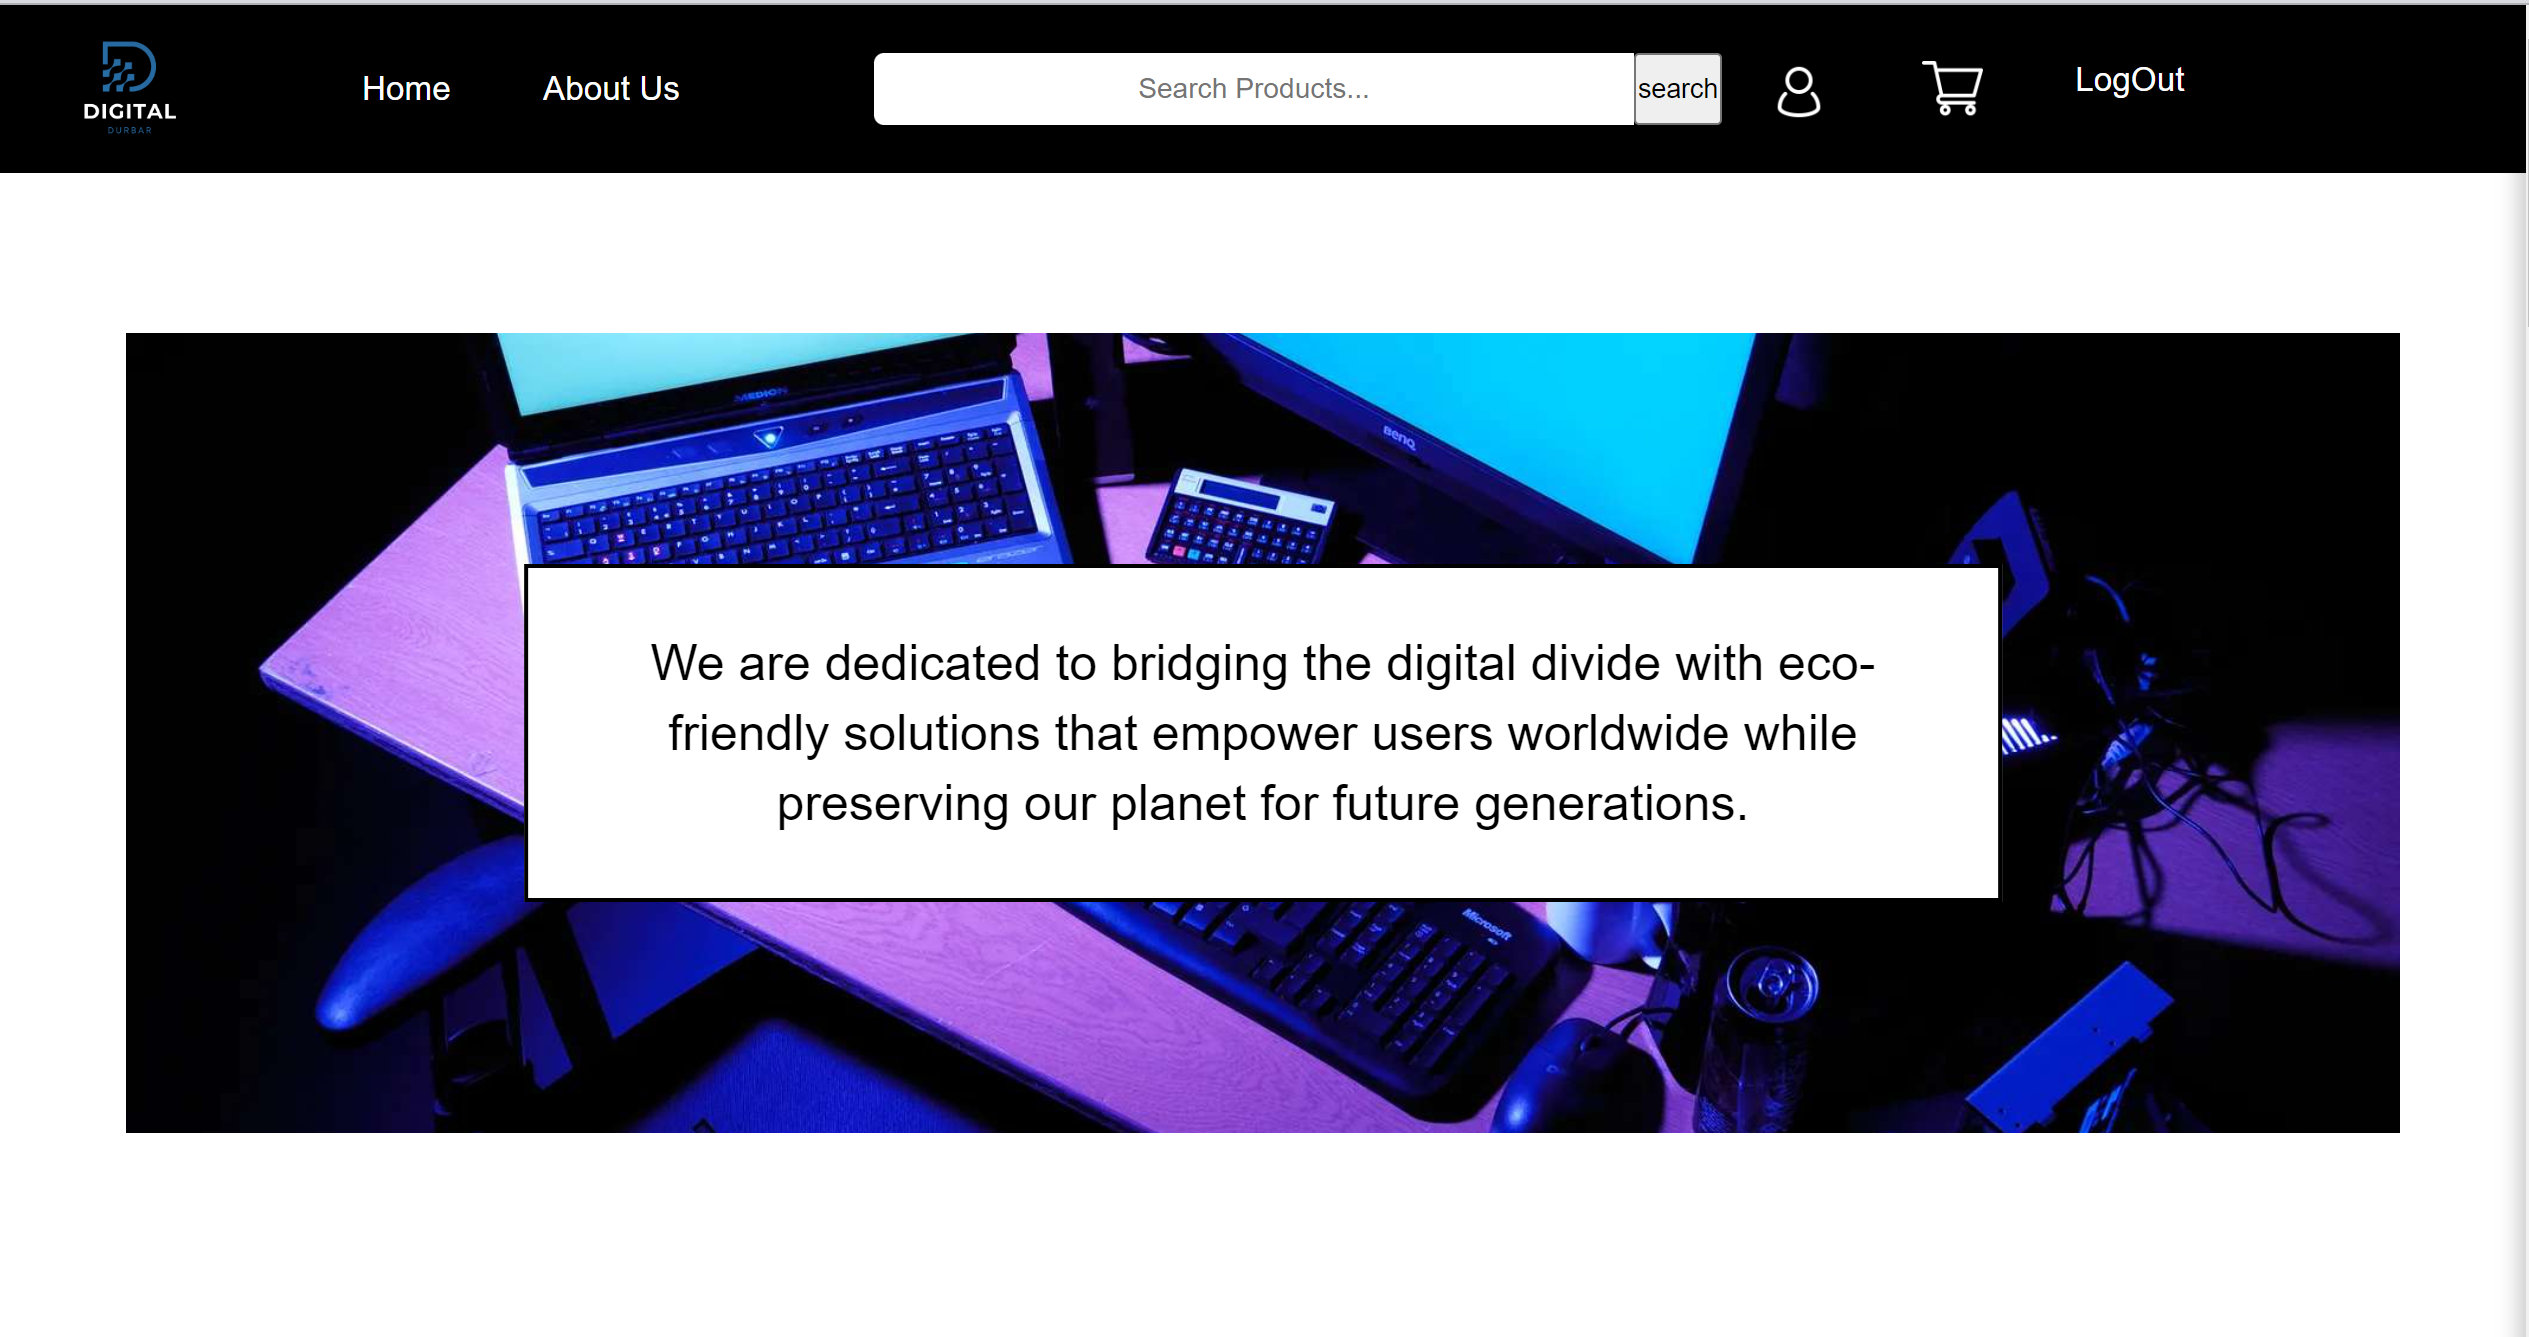 DIGITAL
DURBAR
Home
About Us
Search Products...
search
LogOut
MEDION
BenQ
We are dedicated to bridging the digital divide with eco-
friendly solutions that empower users worldwide while
preserving our planet for future generations.
Microsoft